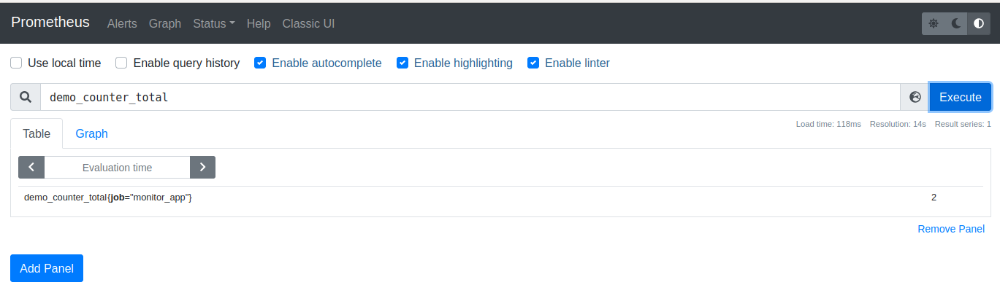 Prometheus Alerts Graph Status Help Classic UI
Use local time Enable query history Enable autocomplete Enable highlighting Enable linter
demo_counter_total Execute
Table Graph Load time: 118ms Resolution: 14s Result series: 1
Evaluation time
demo_counter_total{job="monitor_app"} 2
Remove Panel
Add Panel